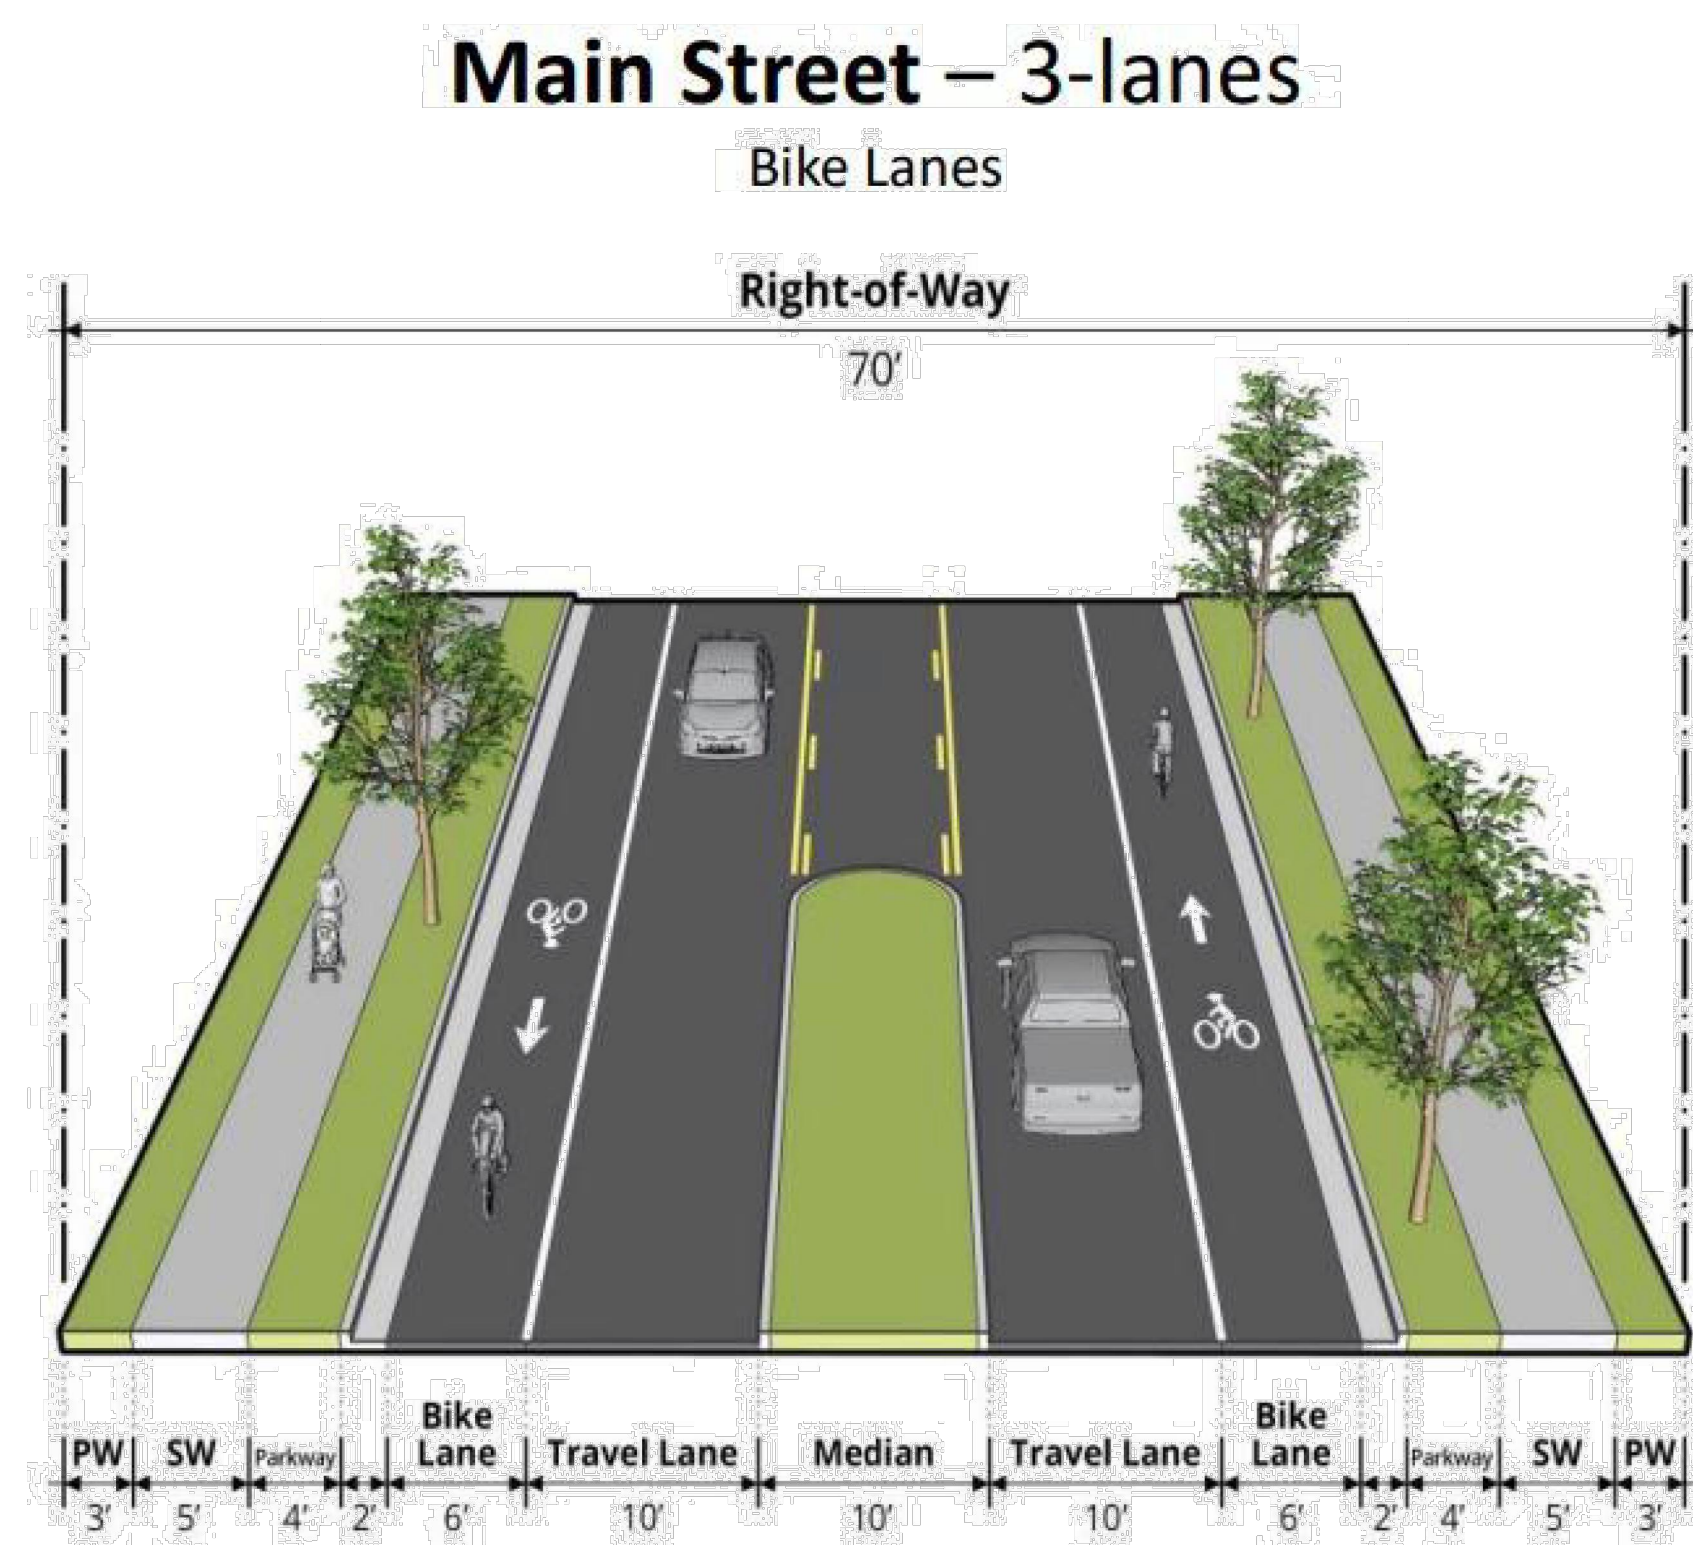 Main Street – 3-lanes
Bike Lanes
Right-of-Way
70′
PW SW Parkway Bike Lane Travel Lane Median Travel Lane Bike Lane Parkway SW PW
3′ 5′ 4′ 2′ 6′ 10′ 10′ 10′ 6′ 2′ 4′ 5′ 3′